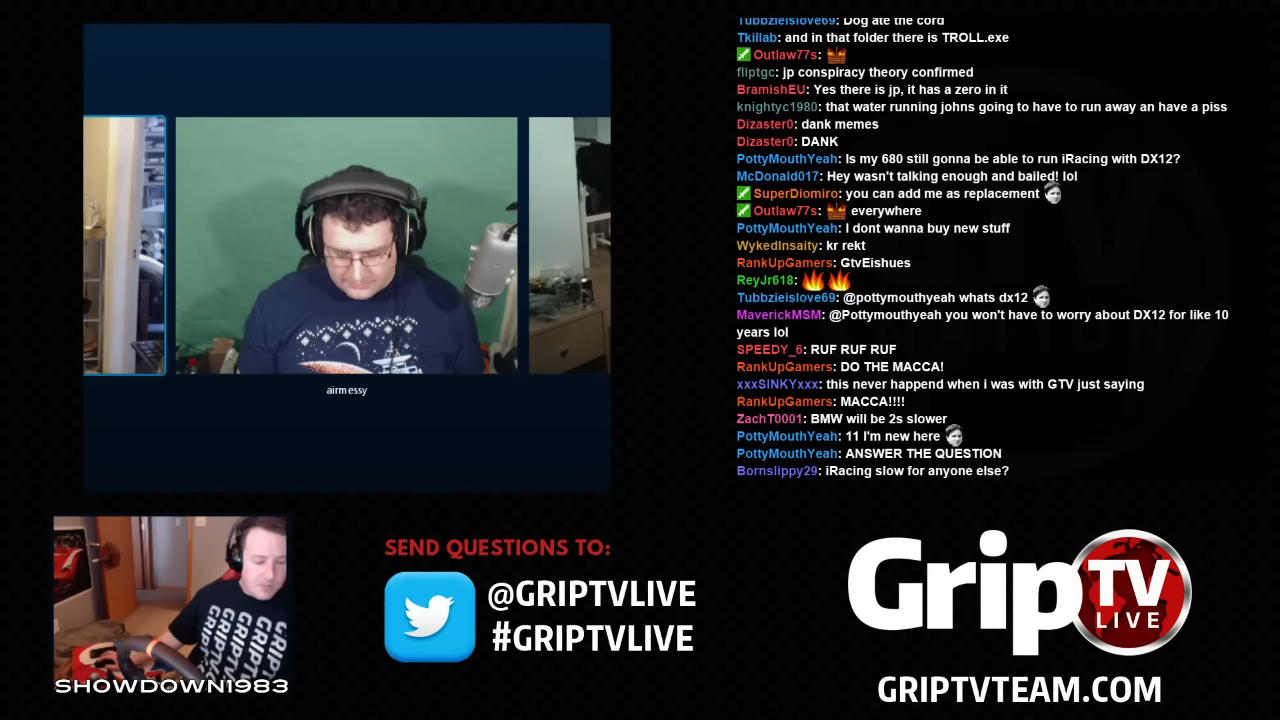 Tubbzieislove69: Dog ate the cord
Tkillab: and in that folder there is TROLL.exe
Outlaw77s:
fliptgc: jp conspiracy theory confirmed
BramishEU: Yes there is jp, it has a zero in it
knightyc1980: that water running johns going to have to run away an have a piss
Dizaster0: dank memes
Dizaster0: DANK
PottyMouthYeah: Is my 680 still gonna be able to run iRacing with DX12?
McDonald017: Hey wasn't talking enough and bailed! lol
SuperDiomiro: you can add me as replacement
Outlaw77s: everywhere
PottyMouthYeah: I dont wanna buy new stuff
WykedInsaity: kr rekt
RankUpGamers: GtvEishues
ReyJr618:
Tubbzieislove69: @pottymouthyeah whats dx12
MaverickMSM: @Pottymouthyeah you won't have to worry about DX12 for like 10
years lol
SPEEDY_6: RUF RUF RUF
RankUpGamers: DO THE MACCA!
xxxSINKYxxx: this never happend when i was with GTV just saying
RankUpGamers: MACCA!!!!
ZachT0001: BMW will be 2s slower
PottyMouthYeah: 11 I'm new here
PottyMouthYeah: ANSWER THE QUESTION
Bornslippy29: iRacing slow for anyone else?
airmessy
SHOWDOWN1983
SEND QUESTIONS TO:
@GRIPTVLIVE
#GRIPTVLIVE
GripTV
LIVE
GRIPTVTEAM.COM